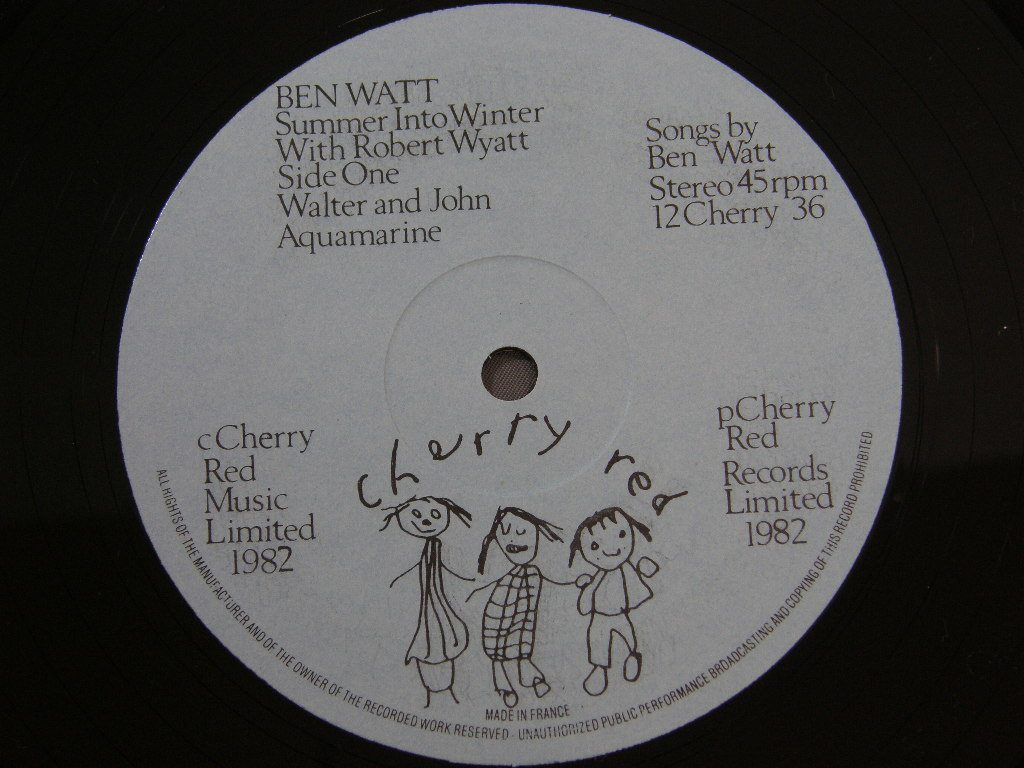 BEN WATT
Summer Into Winter
With Robert Wyatt
Side One
Walter and John
Aquamarine
Songs by
Ben Watt
Stereo 45 rpm
12 Cherry 36
c Cherry
Red
Music
Limited
1982
cherry red
p Cherry
Red
Records
Limited
1982
MADE IN FRANCE
ALL RIGHTS OF THE MANUFACTURER AND OF THE OWNER OF THE RECORDED WORK RESERVED - UNAUTHORIZED PUBLIC PERFORMANCE BROADCASTING AND COPYING OF THIS RECORD PROHIBITED